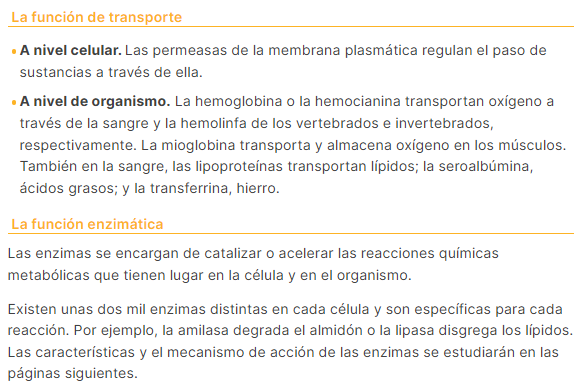 La función de transporte
• A nivel celular. Las permeasas de la membrana plasmática regulan el paso de
sustancias a través de ella.
• A nivel de organismo. La hemoglobina o la hemocianina transportan oxígeno a
través de la sangre y la hemolinfa de los vertebrados e invertebrados,
respectivamente. La mioglobina transporta y almacena oxígeno en los músculos.
También en la sangre, las lipoproteínas transportan lípidos; la seroalbúmina,
ácidos grasos; y la transferrina, hierro.
La función enzimática
Las enzimas se encargan de catalizar o acelerar las reacciones químicas
metabólicas que tienen lugar en la célula y en el organismo.
Existen unas dos mil enzimas distintas en cada célula y son específicas para cada
reacción. Por ejemplo, la amilasa degrada el almidón o la lipasa disgrega los lípidos.
Las características y el mecanismo de acción de las enzimas se estudiarán en las
páginas siguientes.